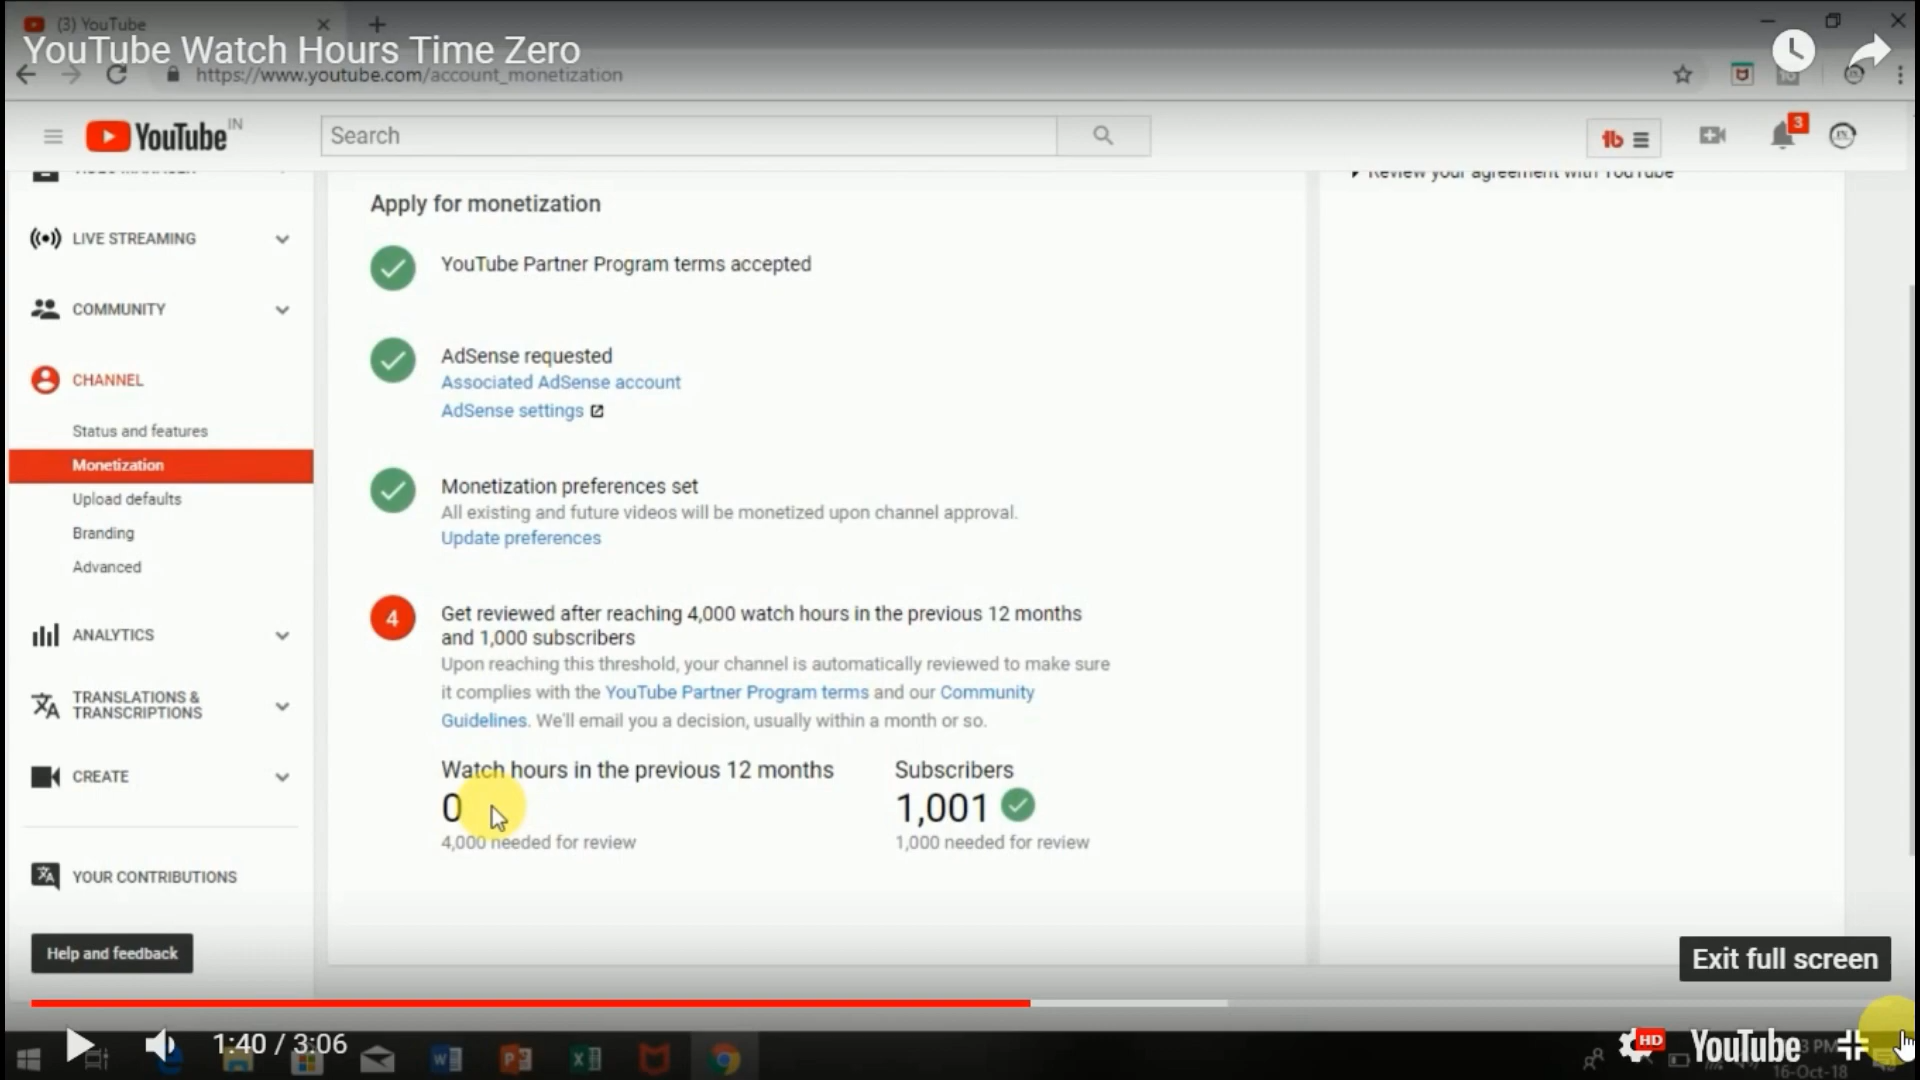 (3) YouTube
YouTube Watch Hours Time Zero
https://www.youtube.com/account_monetization
YouTube IN
Search
3
Review your agreement with YouTube
Apply for monetization
LIVE STREAMING
YouTube Partner Program terms accepted
COMMUNITY
AdSense requested
CHANNEL
Associated AdSense account
AdSense settings
Status and features
Monetization
Monetization preferences set
Upload defaults
All existing and future videos will be monetized upon channel approval.
Branding
Update preferences
Advanced
4
Get reviewed after reaching 4,000 watch hours in the previous 12 months
and 1,000 subscribers
ANALYTICS
Upon reaching this threshold, your channel is automatically reviewed to make sure
it complies with the YouTube Partner Program terms and our Community
Guidelines. We'll email you a decision, usually within a month or so.
TRANSLATIONS &
TRANSCRIPTIONS
Watch hours in the previous 12 months
Subscribers
CREATE
0
1,001
4,000 needed for review
1,000 needed for review
YOUR CONTRIBUTIONS
Help and feedback
Exit full screen
1:40 / 3:06
HD
YouTube
PM
16-Oct-18